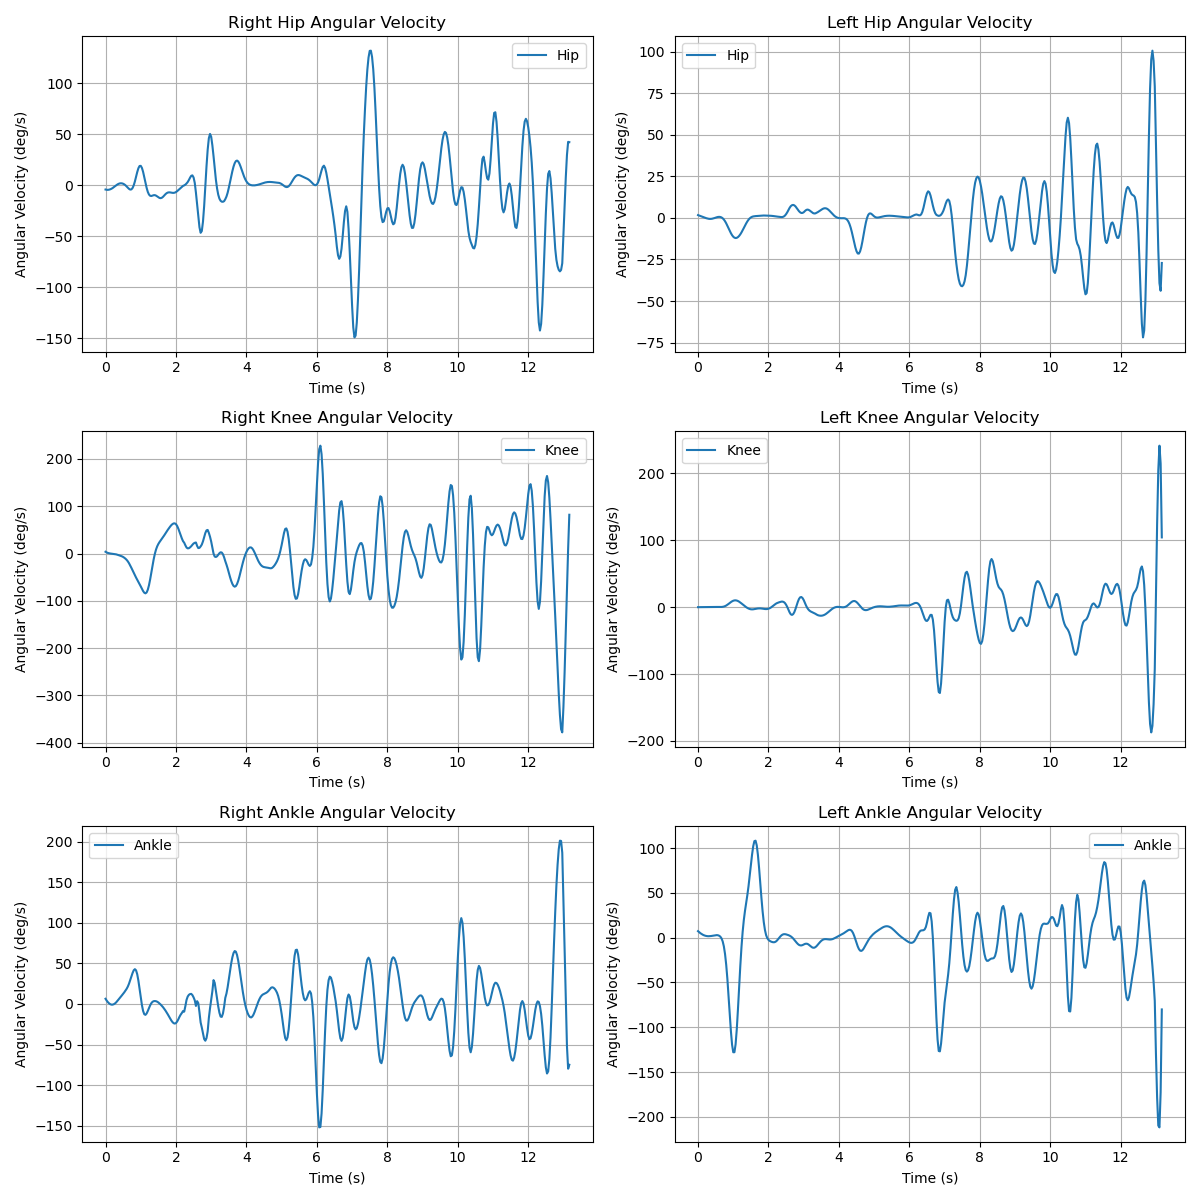 Right Hip Angular Velocity
Left Hip Angular Velocity
Hip
Hip
Angular Velocity (deg/s)
100
50
0
−50
−100
−150
0 2 4 6 8 10 12
Time (s)
Angular Velocity (deg/s)
100
75
50
25
0
−25
−50
−75
0 2 4 6 8 10 12
Time (s)
Right Knee Angular Velocity
Left Knee Angular Velocity
Knee
Knee
Angular Velocity (deg/s)
200
100
0
−100
−200
−300
−400
0 2 4 6 8 10 12
Time (s)
Angular Velocity (deg/s)
200
100
0
−100
−200
0 2 4 6 8 10 12
Time (s)
Right Ankle Angular Velocity
Left Ankle Angular Velocity
Ankle
Ankle
Angular Velocity (deg/s)
200
150
100
50
0
−50
−100
−150
0 2 4 6 8 10 12
Time (s)
Angular Velocity (deg/s)
100
50
0
−50
−100
−150
−200
0 2 4 6 8 10 12
Time (s)